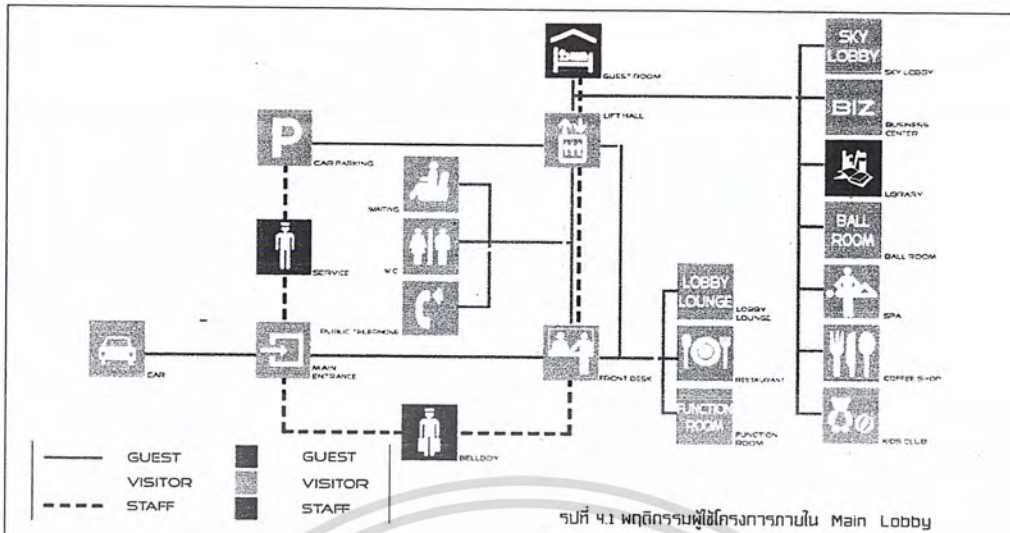 SKY
LOBBY
SKY LOBBY
GUEST ROOM
BIZ
BUSINESS
CENTER
LIFT HALL
P
CAR PARKING
LIBRARY
WAITING
BALL
ROOM
BALL ROOM
SERVICE
W.C
LOBBY
LOUNGE
LOBBY
LOUNGE
SPA
PUBLIC TELEPHONE
CAR
MAIN
ENTRANCE
FRONT DESK
RESTAURANT
COFFEE SHOP
FUNCTION
ROOM
FUNCTION
ROOM
KIDS CLUB
BELLBOY
GUEST GUEST
VISITOR VISITOR
STAFF STAFF
รูปที่ 4.1 พฤติกรรมผู้ใช้โครงการภายใน Main Lobby